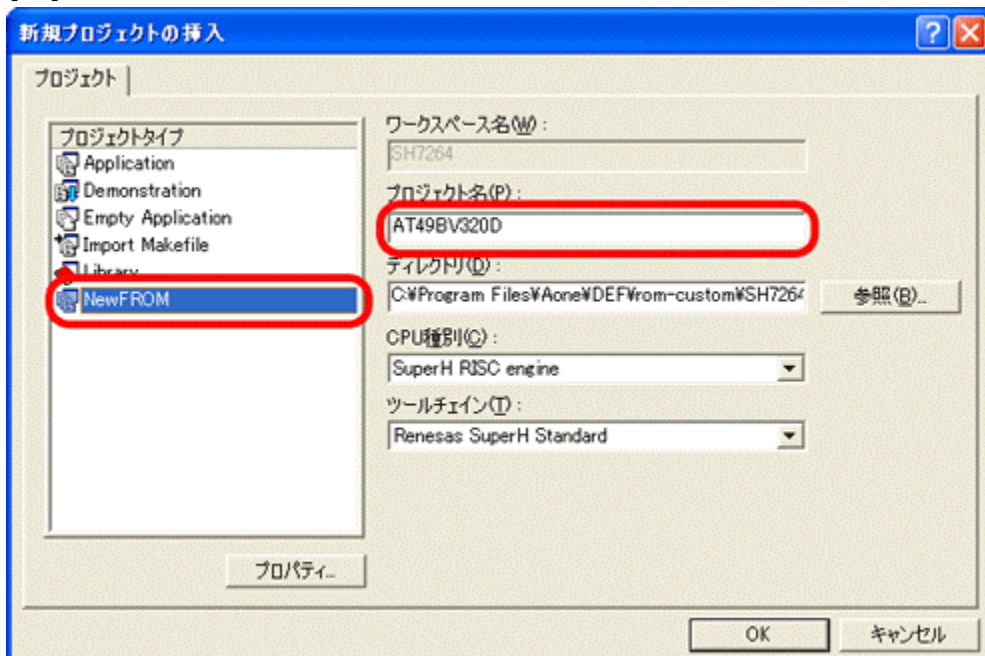 新規プロジェクトの挿入
プロジェクト
プロジェクトタイプ
Application
Demonstration
Empty Application
Import Makefile
Library
NewFROM
プロパティ...
ワークスペース名(W) :
SH7264
プロジェクト名(P) :
AT49BV320D
ディレクトリ(D) :
C:¥Program Files¥Aone¥DEF¥rom-custom¥SH7264
参照(B)...
CPU種別(C) :
SuperH RISC engine
ツールチェイン(T) :
Renesas SuperH Standard
OK
キャンセル